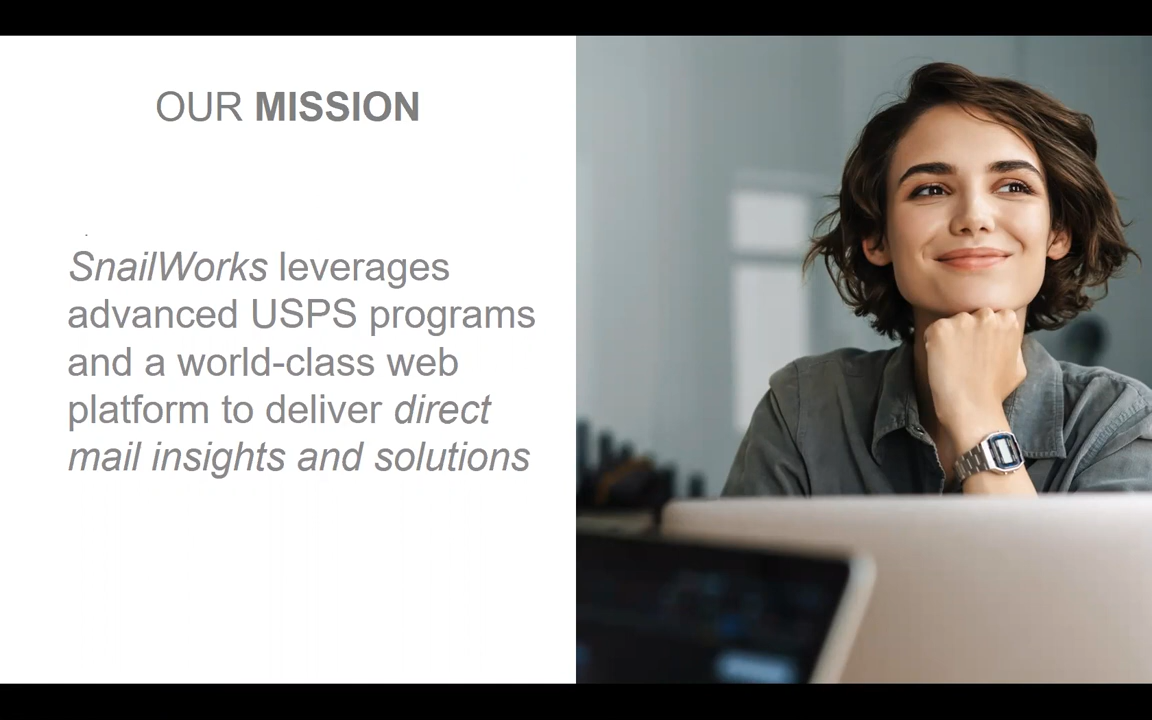 OUR MISSION
SnailWorks leverages
advanced USPS programs
and a world-class web
platform to deliver direct
mail insights and solutions